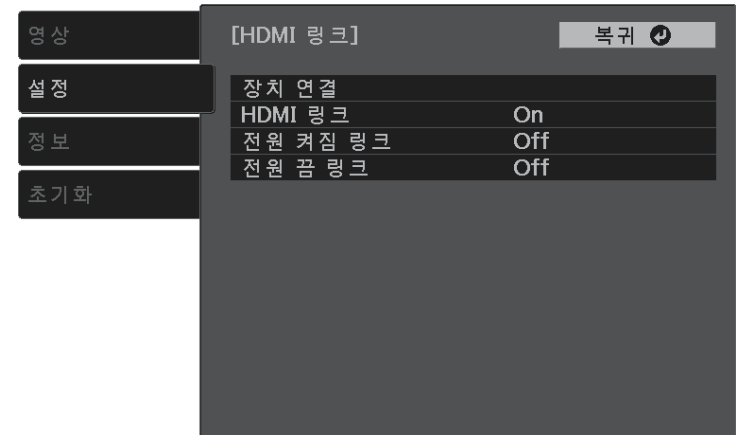 영상
설정
정보
초기화
[HDMI 링크]
복귀
장치 연결
HDMI 링크 On
전원 켜짐 링크 Off
전원 끔 링크 Off